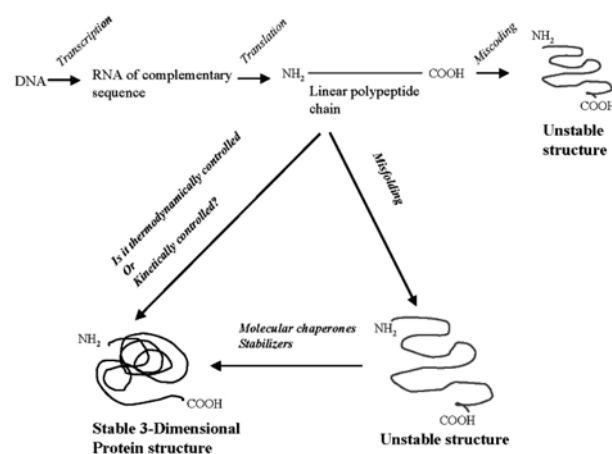 Transcription
Translation
Miscoding
DNA
RNA of complementary
sequence
NH2
COOH
Linear polypeptide
chain
NH2
COOH
Unstable
structure
Is it thermodynamically controlled
Or
Kinetically controlled?
Misfolding
NH2
COOH
Stable 3-Dimensional
Protein structure
Molecular chaperones
Stabilizers
NH2
COOH
Unstable structure